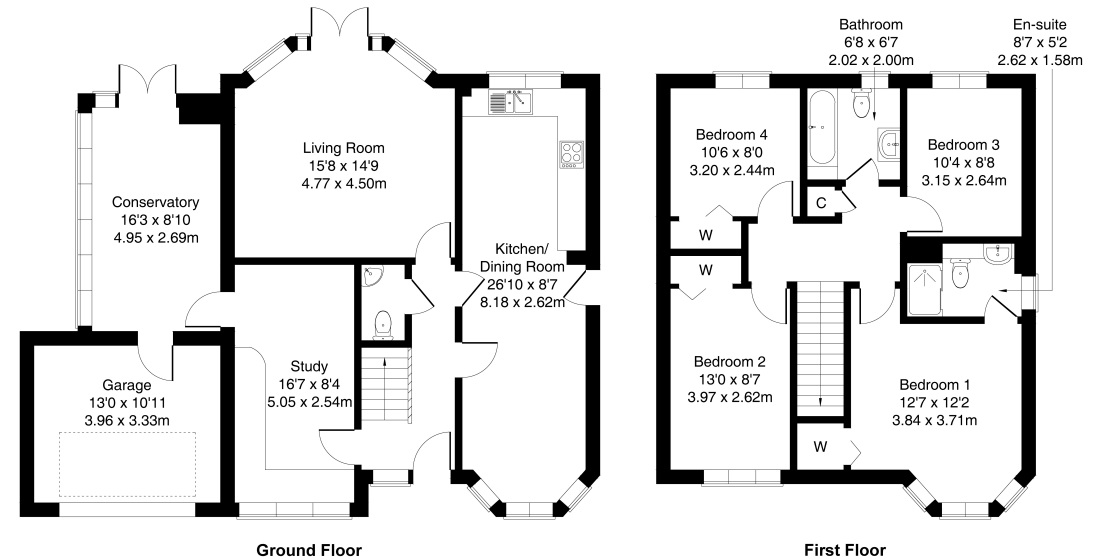 Living Room
15'8 x 14'9
4.77 x 4.50m
Conservatory
16'3 x 8'10
4.95 x 2.69m
Kitchen/
Dining Room
26'10 x 8'7
8.18 x 2.62m
Study
16'7 x 8'4
5.05 x 2.54m
Garage
13'0 x 10'11
3.96 x 3.33m
Ground Floor
Bathroom
6'8 x 6'7
2.02 x 2.00m
En-suite
8'7 x 5'2
2.62 x 1.58m
Bedroom 4
10'6 x 8'0
3.20 x 2.44m
Bedroom 3
10'4 x 8'8
3.15 x 2.64m
C
W
W
Bedroom 2
13'0 x 8'7
3.97 x 2.62m
Bedroom 1
12'7 x 12'2
3.84 x 3.71m
W
First Floor